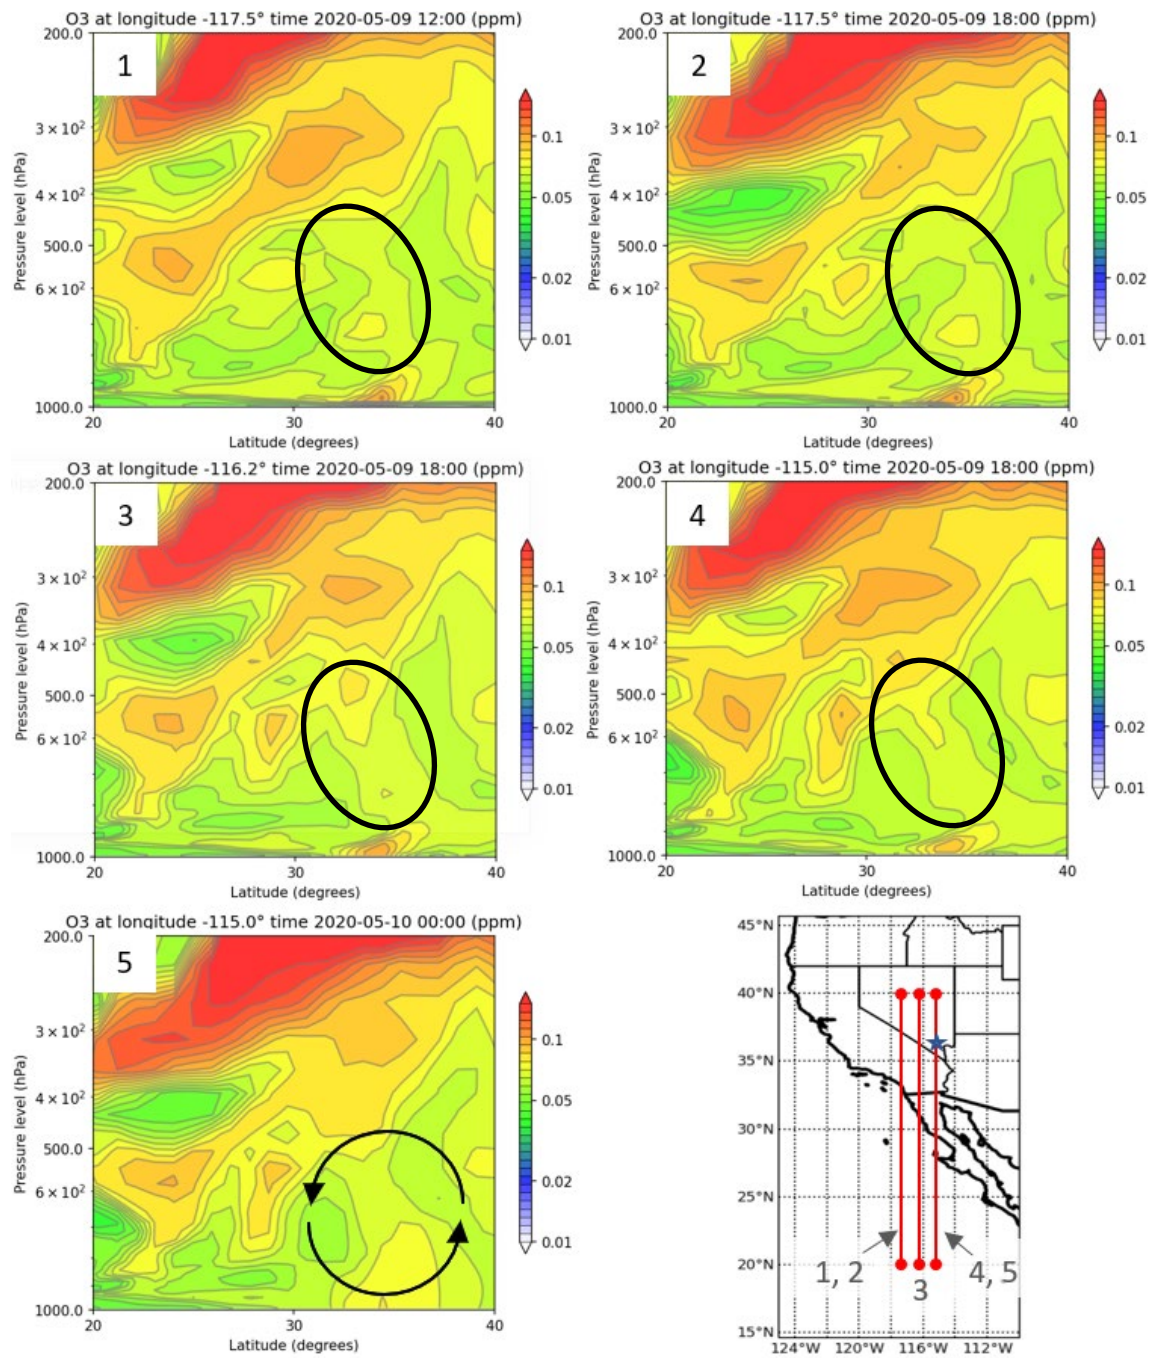 O3 at longitude -117.5° time 2020-05-09 12:00 (ppm)
1
200.0
3 × 10²
4 × 10²
500.0
6 × 10²
1000.0
Pressure level (hPa)
20 30 40
Latitude (degrees)
0.1
0.05
0.02
0.01
O3 at longitude -117.5° time 2020-05-09 18:00 (ppm)
2
200.0
3 × 10²
4 × 10²
500.0
6 × 10²
1000.0
Pressure level (hPa)
20 30 40
Latitude (degrees)
0.1
0.05
0.02
0.01
O3 at longitude -116.2° time 2020-05-09 18:00 (ppm)
3
200.0
3 × 10²
4 × 10²
500.0
6 × 10²
1000.0
Pressure level (hPa)
20 30 40
Latitude (degrees)
0.1
0.05
0.02
0.01
O3 at longitude -115.0° time 2020-05-09 18:00 (ppm)
4
200.0
3 × 10²
4 × 10²
500.0
6 × 10²
1000.0
Pressure level (hPa)
20 30 40
Latitude (degrees)
0.1
0.05
0.02
0.01
O3 at longitude -115.0° time 2020-05-10 00:00 (ppm)
5
200.0
3 × 10²
4 × 10²
500.0
6 × 10²
1000.0
Pressure level (hPa)
20 30 40
Latitude (degrees)
0.1
0.05
0.02
0.01
45°N
40°N
35°N
30°N
25°N
20°N
15°N
1, 2
3
4, 5
124°W 120°W 116°W 112°W